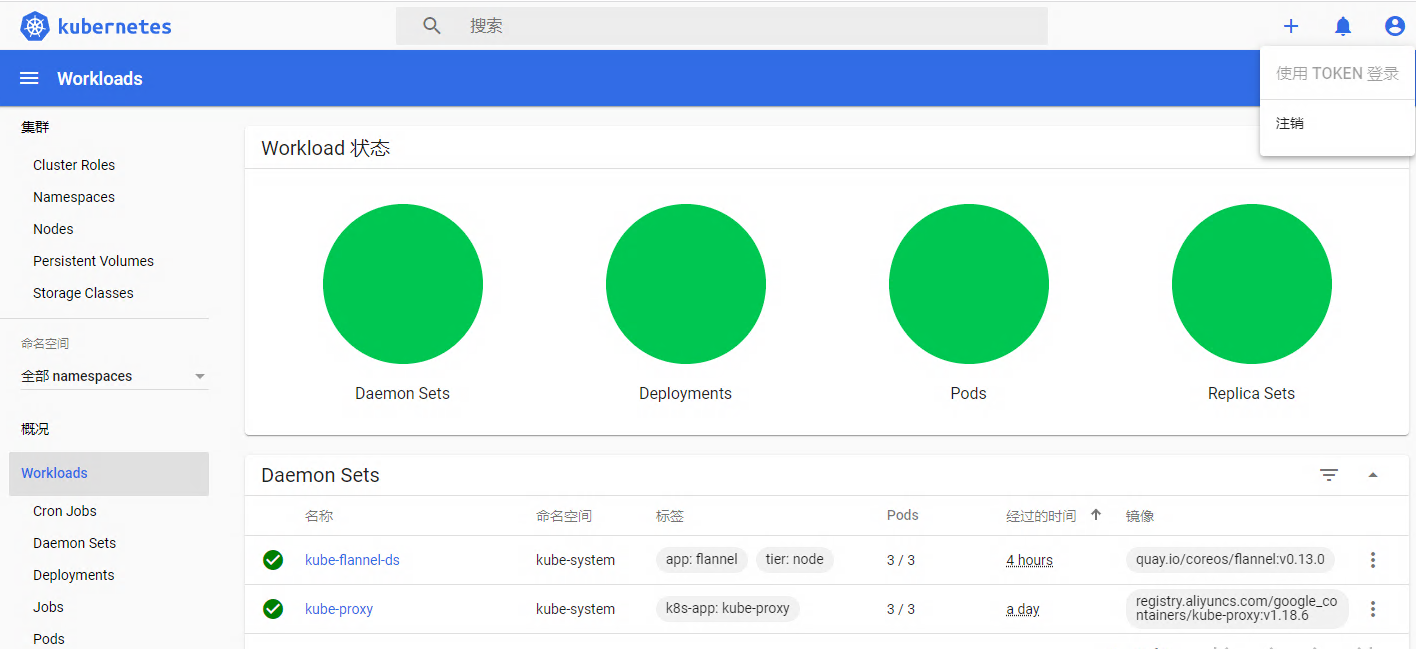 kubernetes
搜索
Workloads
使用 TOKEN 登录
注销
集群
Cluster Roles
Namespaces
Nodes
Persistent Volumes
Storage Classes
命名空间
全部 namespaces
概况
Workloads
Cron Jobs
Daemon Sets
Deployments
Jobs
Pods
Workload 状态
Daemon Sets
Deployments
Pods
Replica Sets
Daemon Sets
名称 命名空间 标签 Pods 经过的时间 镜像
kube-flannel-ds kube-system app: flannel tier: node 3 / 3 4 hours quay.io/coreos/flannel:v0.13.0
kube-proxy kube-system k8s-app: kube-proxy 3 / 3 a day registry.aliyuncs.com/google_co
ntainers/kube-proxy:v1.18.6